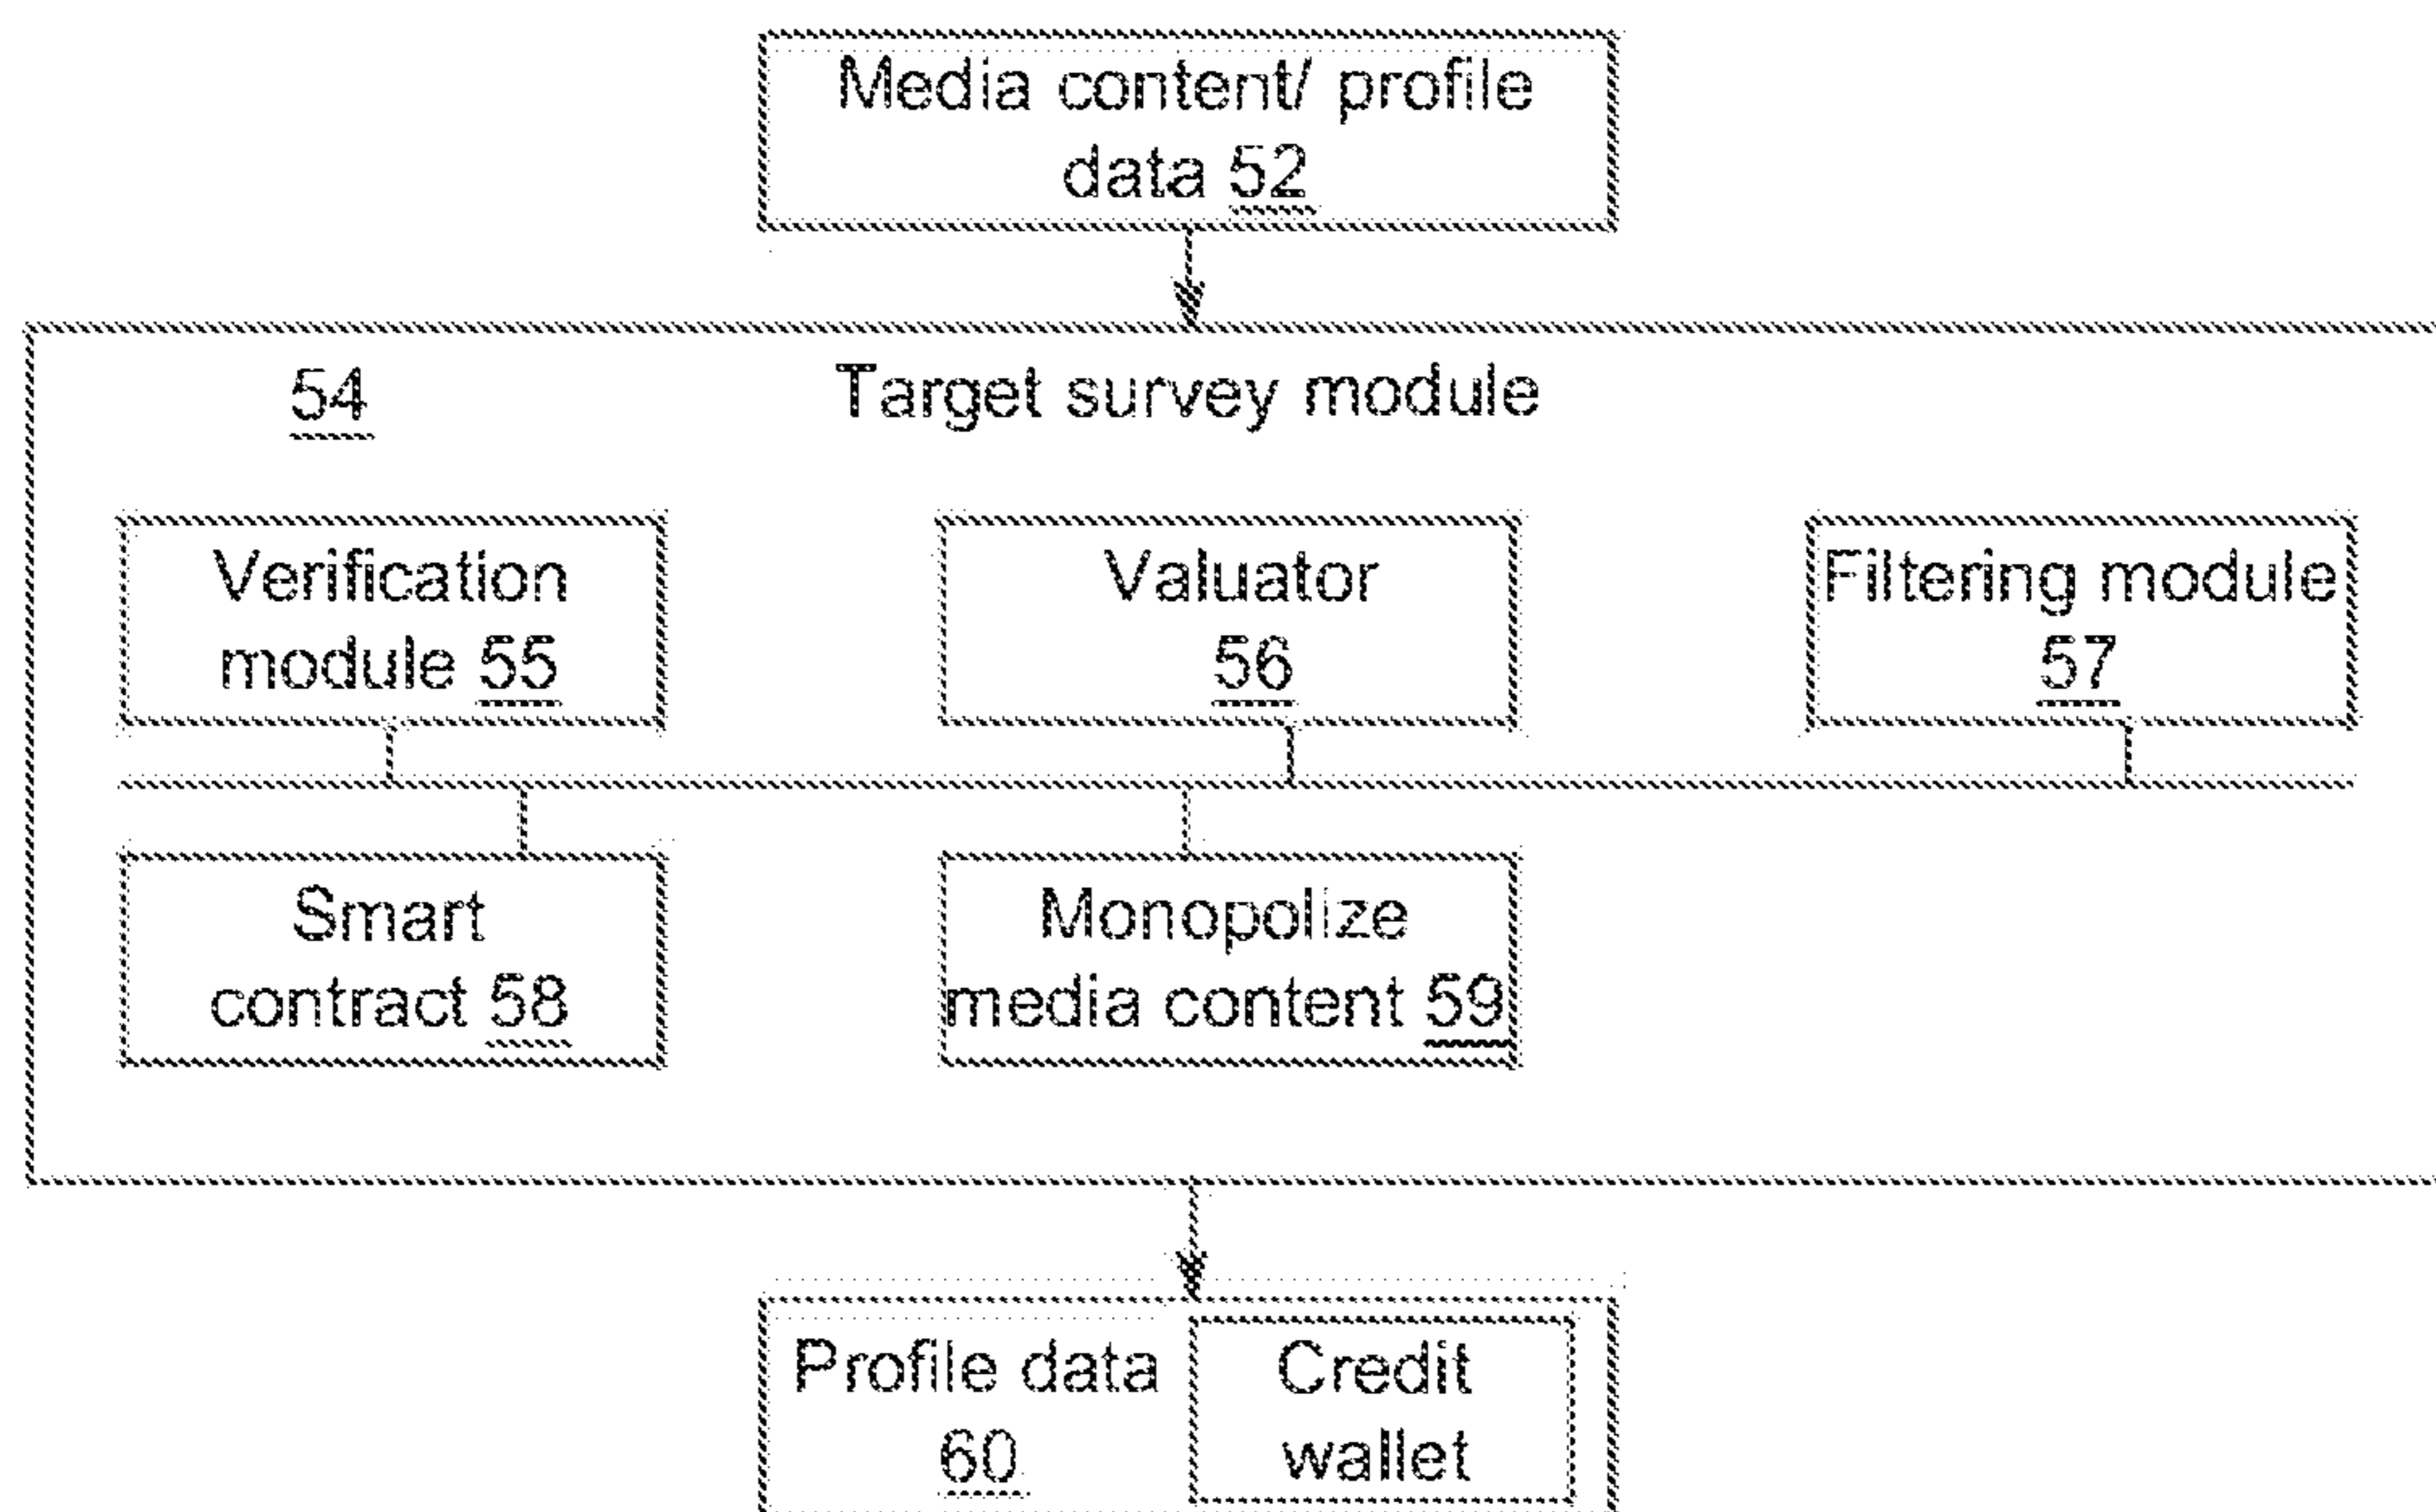 Media content/ profile
data 52
54
Target survey module
Verification
module 55
Valuator
56
Filtering module
57
Smart
contract 58
Monopolize
media content 59
Profile data
60
Credit
wallet